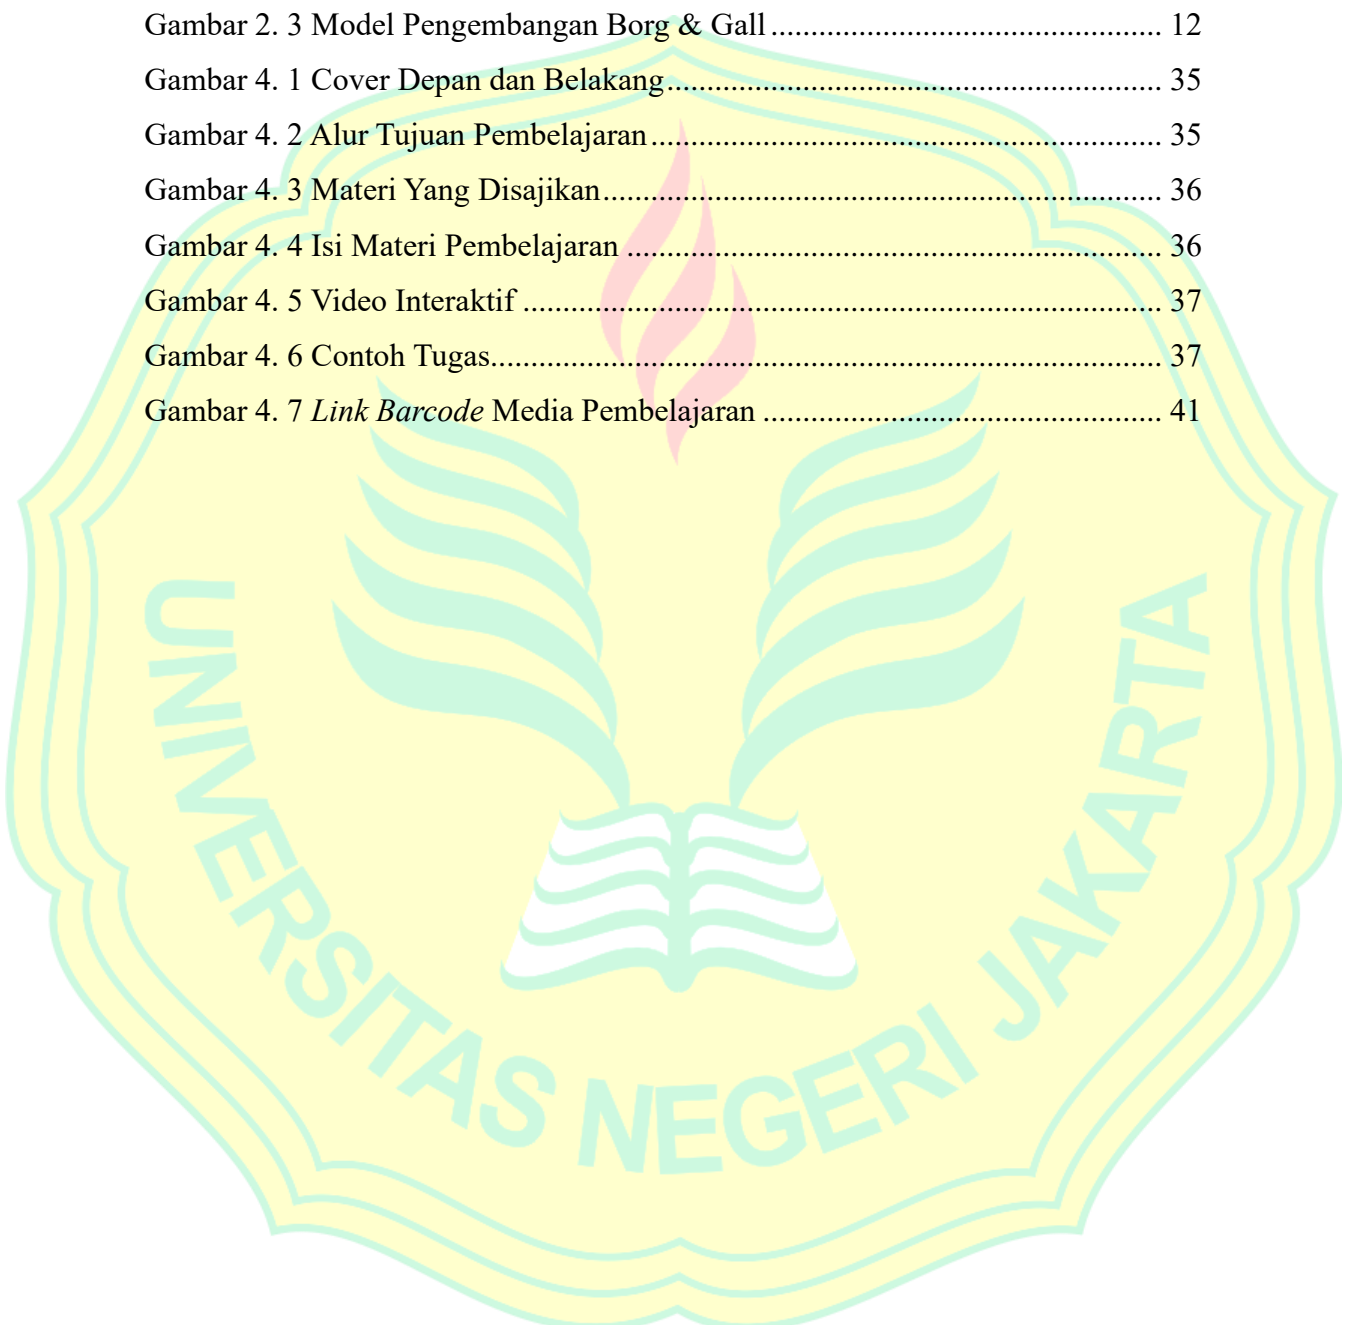 Gambar 2. 3 Model Pengembangan Borg & Gall ................................................ 12
Gambar 4. 1 Cover Depan dan Belakang............................................................. 35
Gambar 4. 2 Alur Tujuan Pembelajaran ............................................................... 35
Gambar 4. 3 Materi Yang Disajikan..................................................................... 36
Gambar 4. 4 Isi Materi Pembelajaran .................................................................. 36
Gambar 4. 5 Video Interaktif ............................................................................... 37
Gambar 4. 6 Contoh Tugas................................................................................... 37
Gambar 4. 7 Link Barcode Media Pembelajaran ................................................. 41
UNIVERSITAS NEGERI JAKARTA